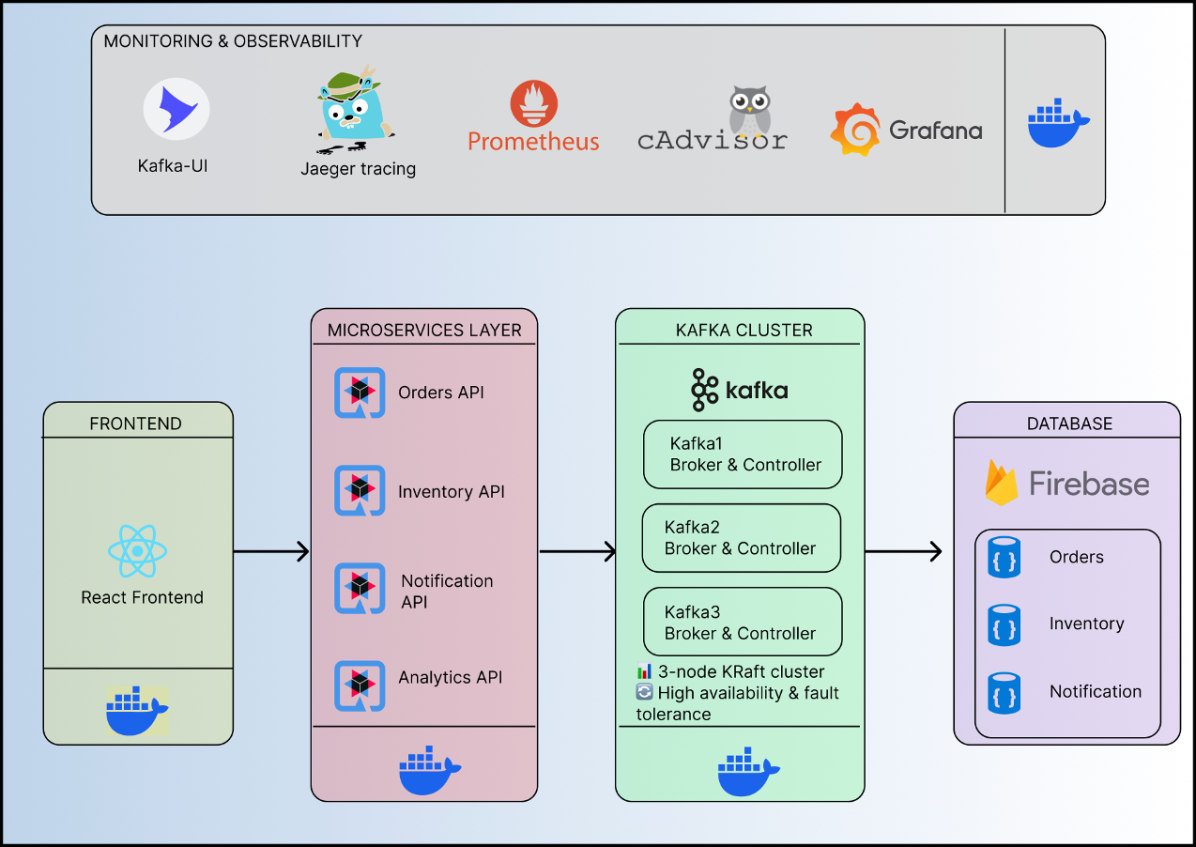 MONITORING & OBSERVABILITY
Kafka-UI
Jaeger tracing
Prometheus
cAdvisor
Grafana
FRONTEND
React Frontend
MICROSERVICES LAYER
Orders API
Inventory API
Notification
API
Analytics API
KAFKA CLUSTER
kafka
Kafka1
Broker & Controller
Kafka2
Broker & Controller
Kafka3
Broker & Controller
📊 3-node KRaft cluster
🔄 High availability & fault
tolerance
DATABASE
Firebase
{ } Orders
{ } Inventory
{ } Notification